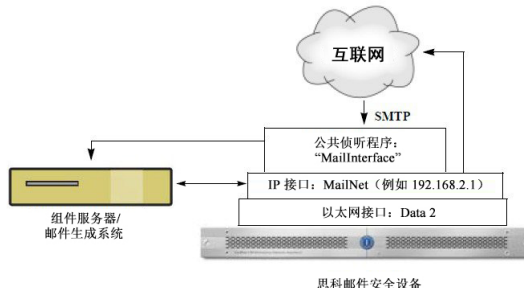 互联网
SMTP
公共侦听程序：
“MailInterface”
IP 接口：MailNet（例如 192.168.2.1）
以太网接口：Data 2
组件服务器/
邮件生成系统
思科邮件安全设备